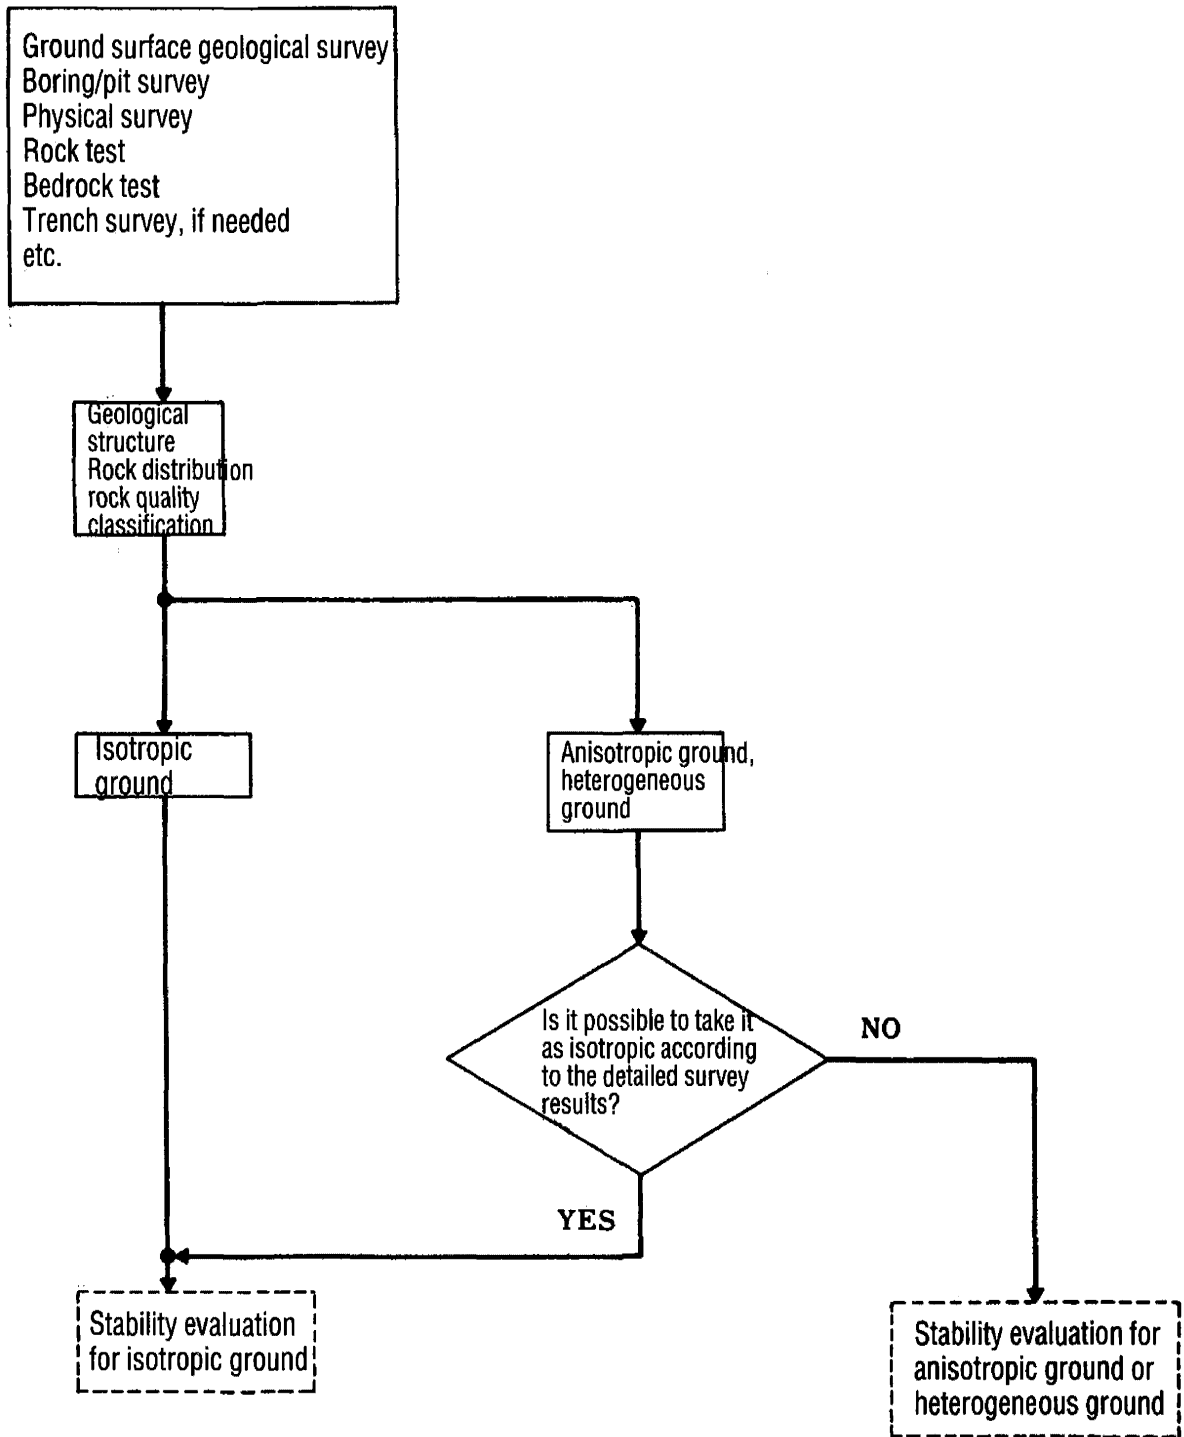 Ground surface geological survey
Boring/pit survey
Physical survey
Rock test
Bedrock test
Trench survey, if needed
etc.
Geological
structure
Rock distribution
rock quality
classification
Isotropic
ground
Anisotropic ground,
heterogeneous
ground
Is it possible to take it
as isotropic according
to the detailed survey
results?
NO
YES
Stability evaluation
for isotropic ground
Stability evaluation for
anisotropic ground or
heterogeneous ground